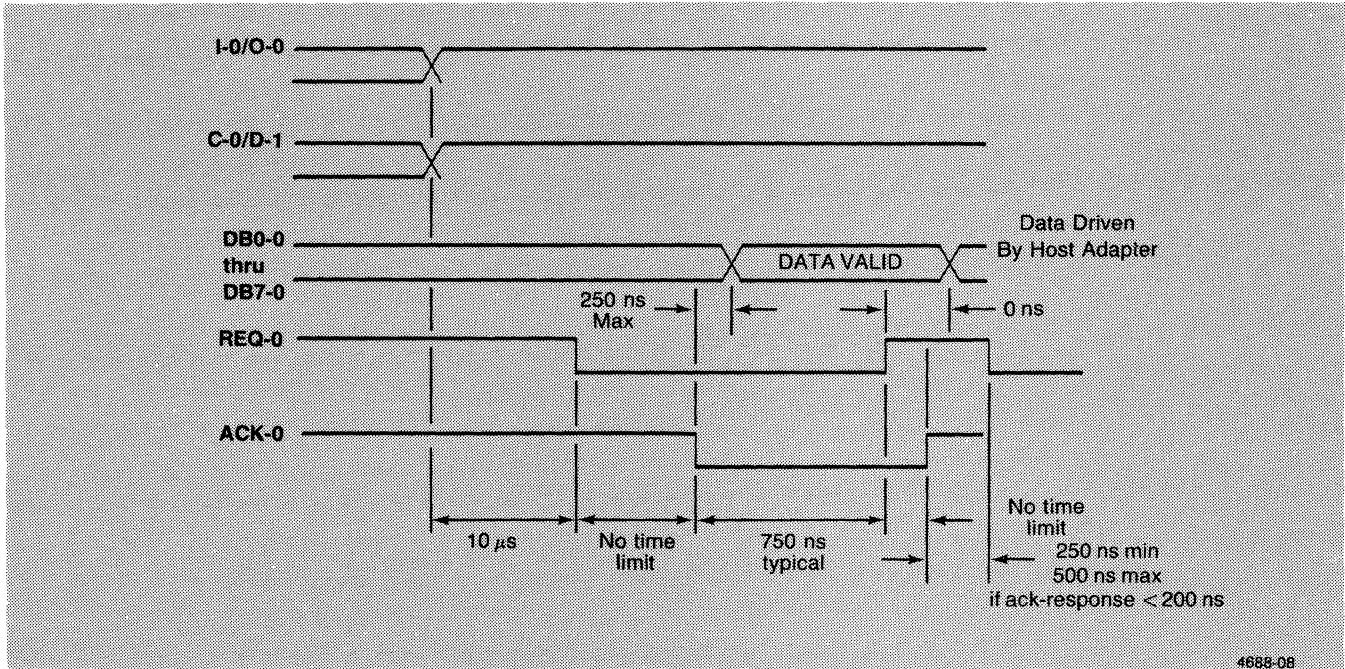 I-0/O-0
C-0/D-1
DB0-0
thru
DB7-0
DATA VALID
Data Driven
By Host Adapter
250 ns
Max
0 ns
REQ-0
ACK-0
10 μs
No time
limit
750 ns
typical
No time
limit
250 ns min
500 ns max
if ack-response < 200 ns
4688-08